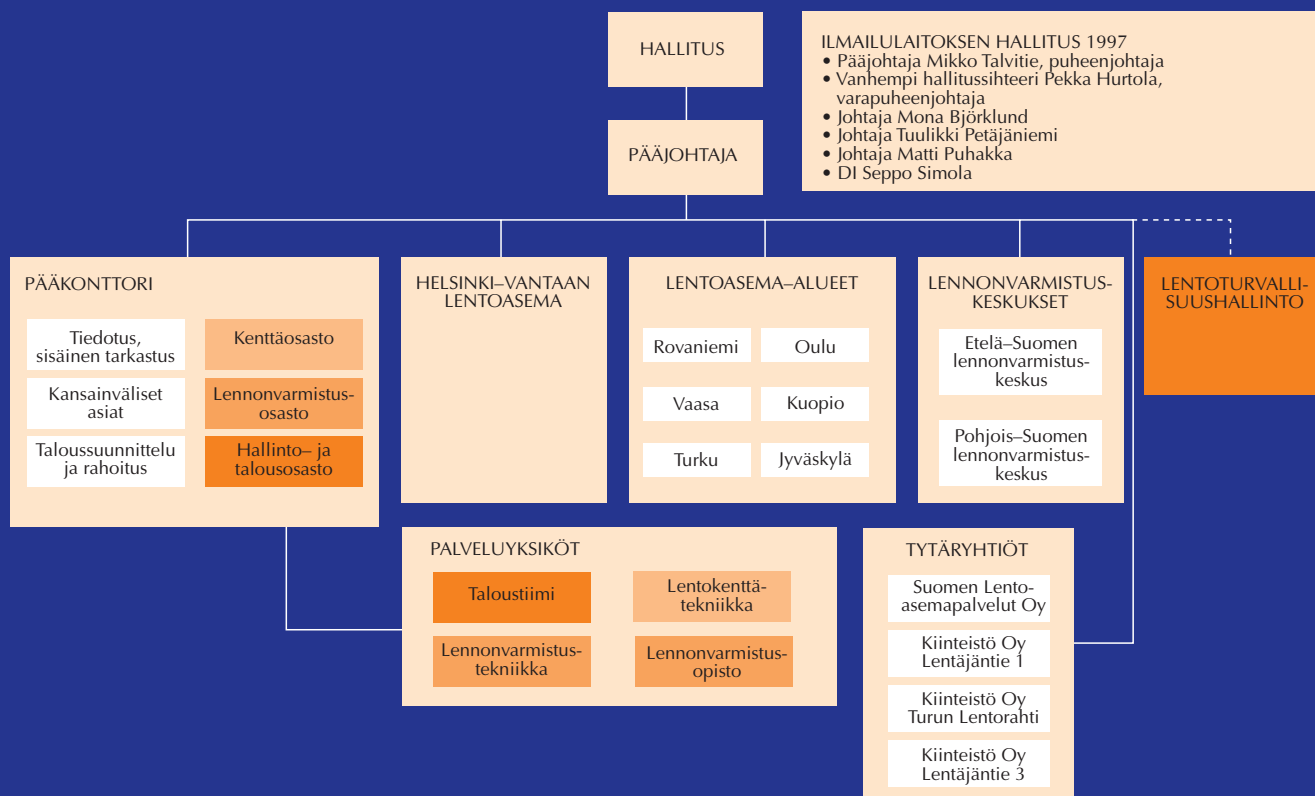 HALLITUS
PÄÄJOHTAJA
ILMAILULAITOKSEN HALLITUS 1997
• Pääjohtaja Mikko Talvitie, puheenjohtaja
• Vanhempi hallitussihteeri Pekka Hurtola,
varapuheenjohtaja
• Johtaja Mona Björklund
• Johtaja Tuulikki Petäjäniemi
• Johtaja Matti Puhakka
• DI Seppo Simola
PÄÄKONTTORI
Tiedotus,
sisäinen tarkastus
Kenttäosasto
Kansainväliset
asiat
Lennonvarmistus-
osasto
Taloussuunnittelu
ja rahoitus
Hallinto– ja
talousosasto
HELSINKI–VANTAAN
LENTOASEMA
LENTOASEMA–ALUEET
Rovaniemi
Oulu
Vaasa
Kuopio
Turku
Jyväskylä
LENNONVARMISTUS-
KESKUKSET
Etelä–Suomen
lennonvarmistus-
keskus
Pohjois–Suomen
lennonvarmistus-
keskus
LENTOTURVALLI-
SUUSHALLINTO
PALVELUYKSIKÖT
Taloustiimi
Lentokenttä-
tekniikka
Lennonvarmistus-
tekniikka
Lennonvarmistus-
opisto
TYTÄRYHTIÖT
Suomen Lento-
asemapalvelut Oy
Kiinteistö Oy
Lentäjäntie 1
Kiinteistö Oy
Turun Lentorahti
Kiinteistö Oy
Lentäjäntie 3